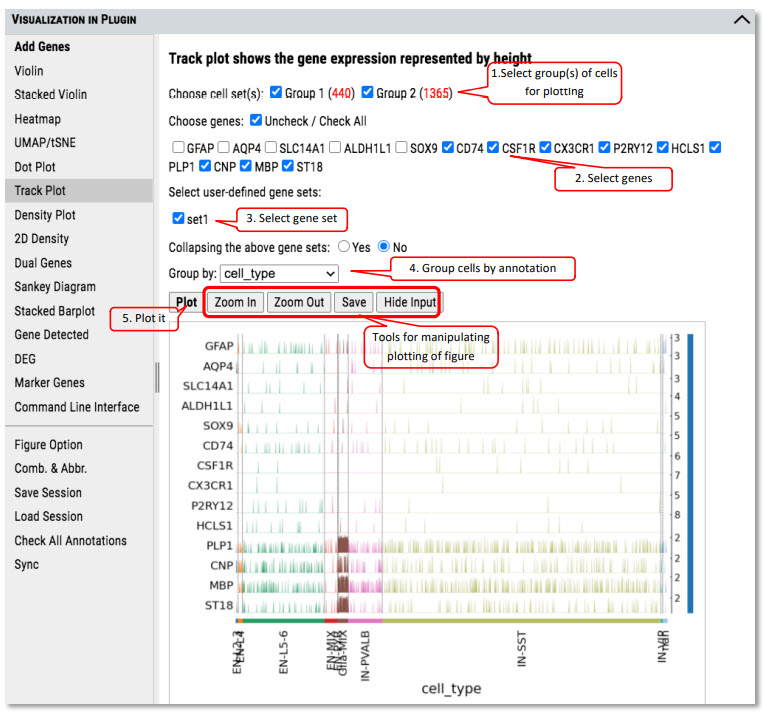 VISUALIZATION IN PLUGIN
Add Genes
Violin
Stacked Violin
Heatmap
UMAP/tSNE
Dot Plot
Track Plot
Density Plot
2D Density
Dual Genes
Sankey Diagram
Stacked Barplot
Gene Detected
DEG
Marker Genes
Command Line Interface
Figure Option
Comb. & Abbr.
Save Session
Load Session
Check All Annotations
Sync
Track plot shows the gene expression represented by height
1.Select group(s) of cells
for plotting
Choose cell set(s): Group 1 (440) Group 2 (1365)
Choose genes: Uncheck / Check All
GFAP AQP4 SLC14A1 ALDH1L1 SOX9 CD74 CSF1R CX3CR1 P2RY12 HCLS1
PLP1 CNP MBP ST18
2. Select genes
Select user-defined gene sets:
set1
3. Select gene set
Collapsing the above gene sets: Yes No
Group by: cell_type
4. Group cells by annotation
Plot Zoom In Zoom Out Save Hide Input
5. Plot it
Tools for manipulating
plotting of figure
GFAP
AQP4
SLC14A1
ALDH1L1
SOX9
CD74
CSF1R
CX3CR1
P2RY12
HCLS1
PLP1
CNP
MBP
ST18
3
3
3
4
5
5
6
7
5
8
2
2
2
2
EN-L5-6
EN-MIX
Glia-MIX
IN-PVALB
IN-SST
IN-VIP
cell_type